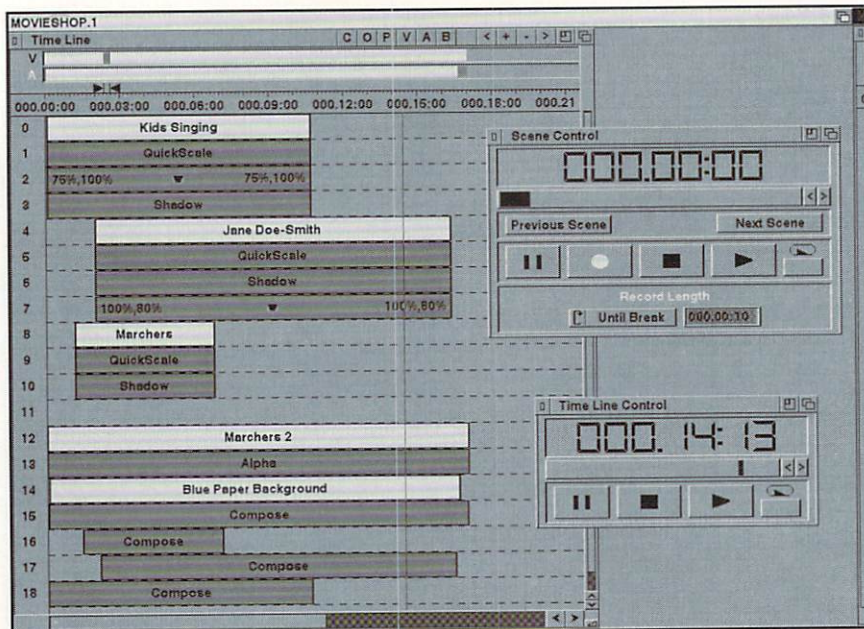 MOVIESHOP.1
Time Line C O P V A B < + - >
V
A
000.00:00 000.03:00 000.06:00 000.09:00 000.12:00 000.15:00 000.18:00 000.21
0 Kids Singing
1 QuickScale
2 75%,100% 75%,100%
3 Shadow
4 Jane Doe-Smith
5 QuickScale
6 Shadow
7 100%,80% 100%,80%
8 Marchers
9 QuickScale
10 Shadow
11
12 Marchers 2
13 Alpha
14 Blue Paper Background
15 Compose
16 Compose
17 Compose
18 Compose
Scene Control
000.00:00
< >
Previous Scene Next Scene
Record Length
Until Break 000.00:10
Time Line Control
000.14:13
< >
< >